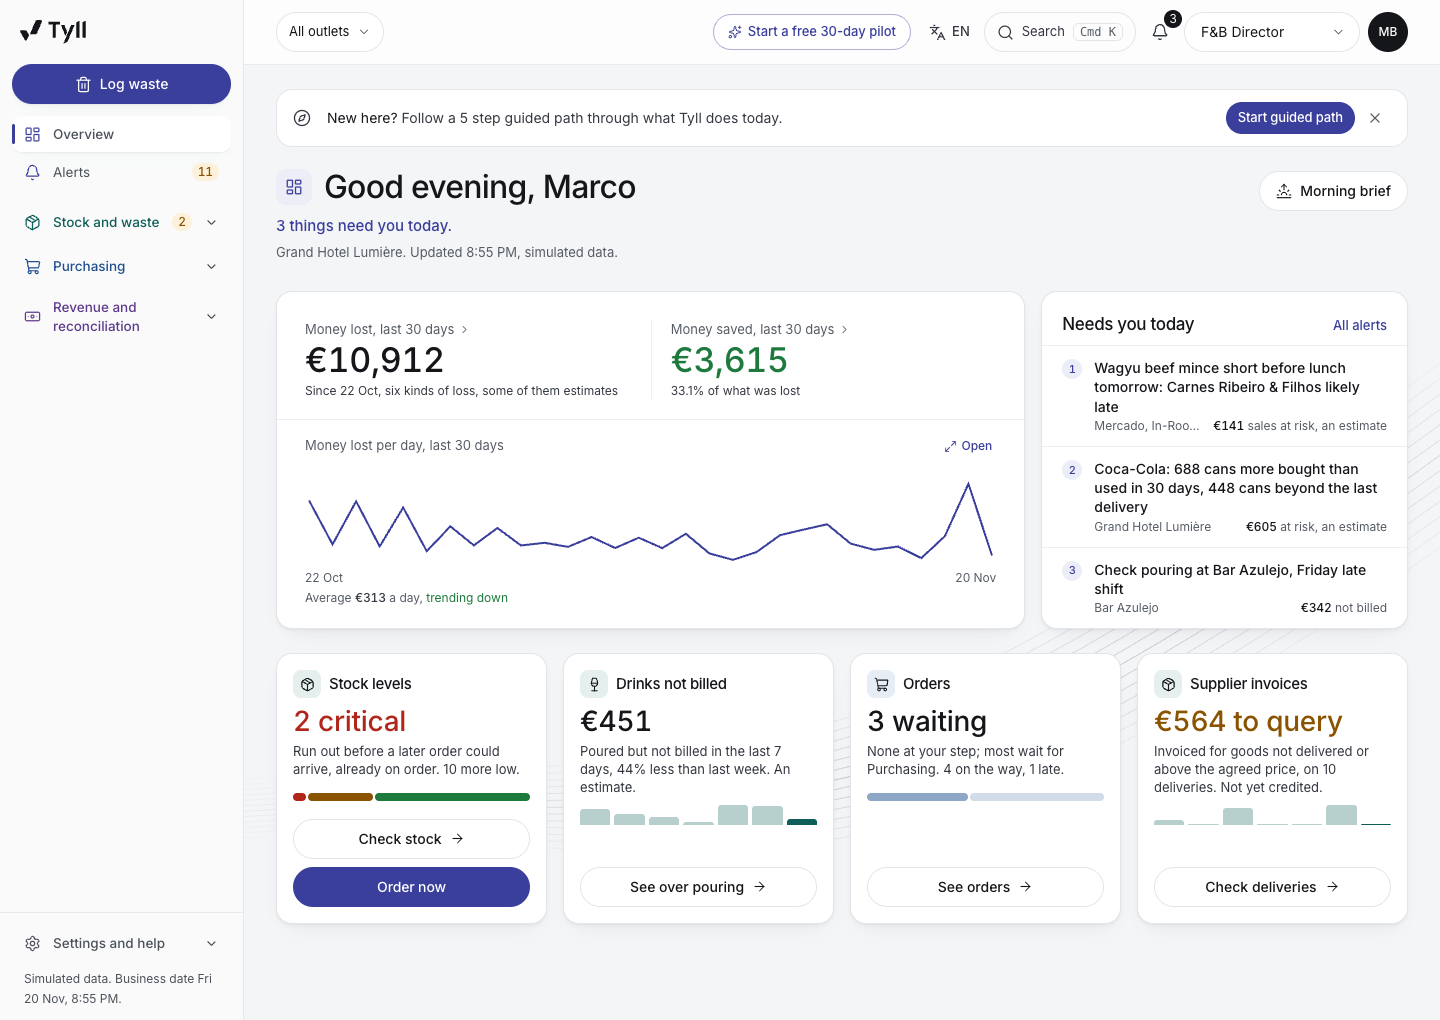 Tyll
All outlets
Start a free 30-day pilot
EN
Search
Cmd K
3
F&B Director
MB
Log waste
Overview
Alerts
11
Stock and waste
2
Purchasing
Revenue and
reconciliation
Settings and help
Simulated data. Business date Fri
20 Nov, 8:55 PM.
New here? Follow a 5 step guided path through what Tyll does today.
Start guided path
Good evening, Marco
Morning brief
3 things need you today.
Grand Hotel Lumière. Updated 8:55 PM, simulated data.
Money lost, last 30 days
€10,912
Since 22 Oct, six kinds of loss, some of them estimates
Money saved, last 30 days
€3,615
33.1% of what was lost
Money lost per day, last 30 days
Open
22 Oct
20 Nov
Average €313 a day, trending down
Needs you today
All alerts
1
Wagyu beef mince short before lunch
tomorrow: Carnes Ribeiro & Filhos likely
late
Mercado, In-Roo...
€141 sales at risk, an estimate
2
Coca-Cola: 688 cans more bought than
used in 30 days, 448 cans beyond the last
delivery
Grand Hotel Lumière
€605 at risk, an estimate
3
Check pouring at Bar Azulejo, Friday late
shift
Bar Azulejo
€342 not billed
Stock levels
2 critical
Run out before a later order could
arrive, already on order. 10 more low.
Check stock
Order now
Drinks not billed
€451
Poured but not billed in the last 7
days, 44% less than last week. An
estimate.
See over pouring
Orders
3 waiting
None at your step; most wait for
Purchasing. 4 on the way, 1 late.
See orders
Supplier invoices
€564 to query
Invoiced for goods not delivered or
above the agreed price, on 10
deliveries. Not yet credited.
Check deliveries